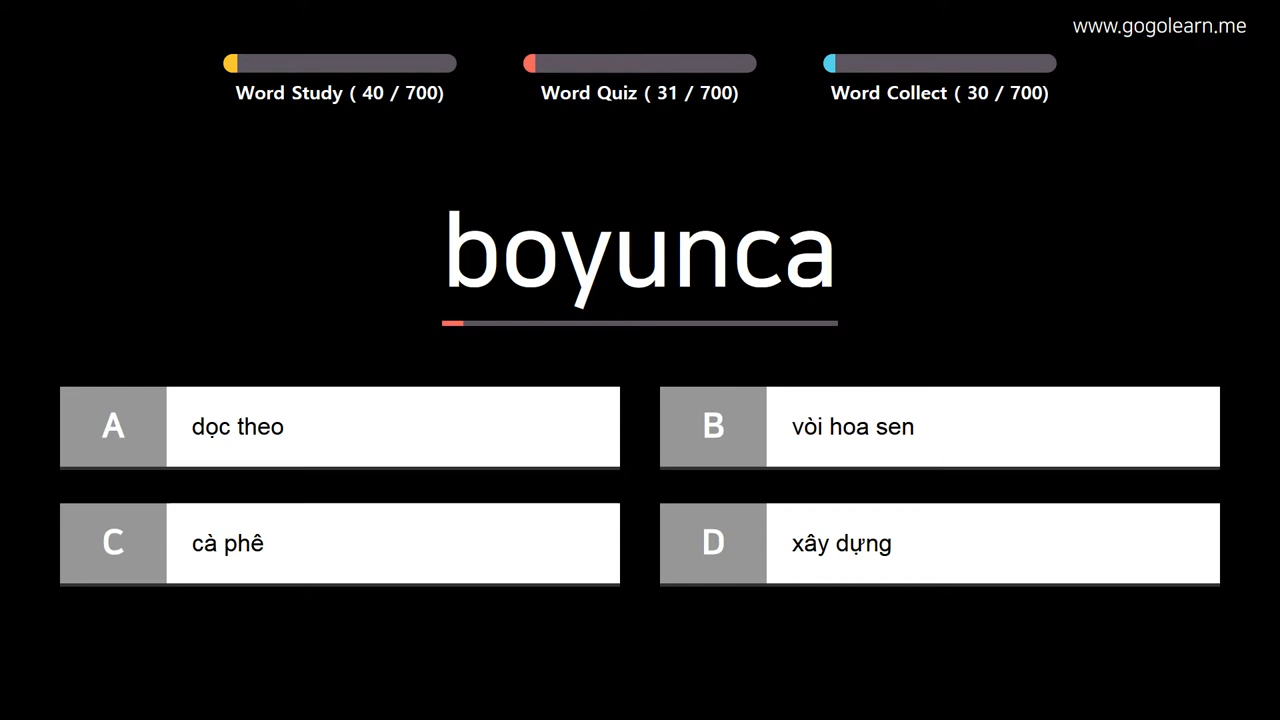 www.gogolearn.me
Word Study ( 40 / 700)
Word Quiz ( 31 / 700)
Word Collect ( 30 / 700)
boyunca
A dọc theo
B vòi hoa sen
C cà phê
D xây dựng